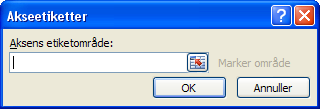 Akseetiketter
Aksens etiketområde:
Marker område
OK
Annuller